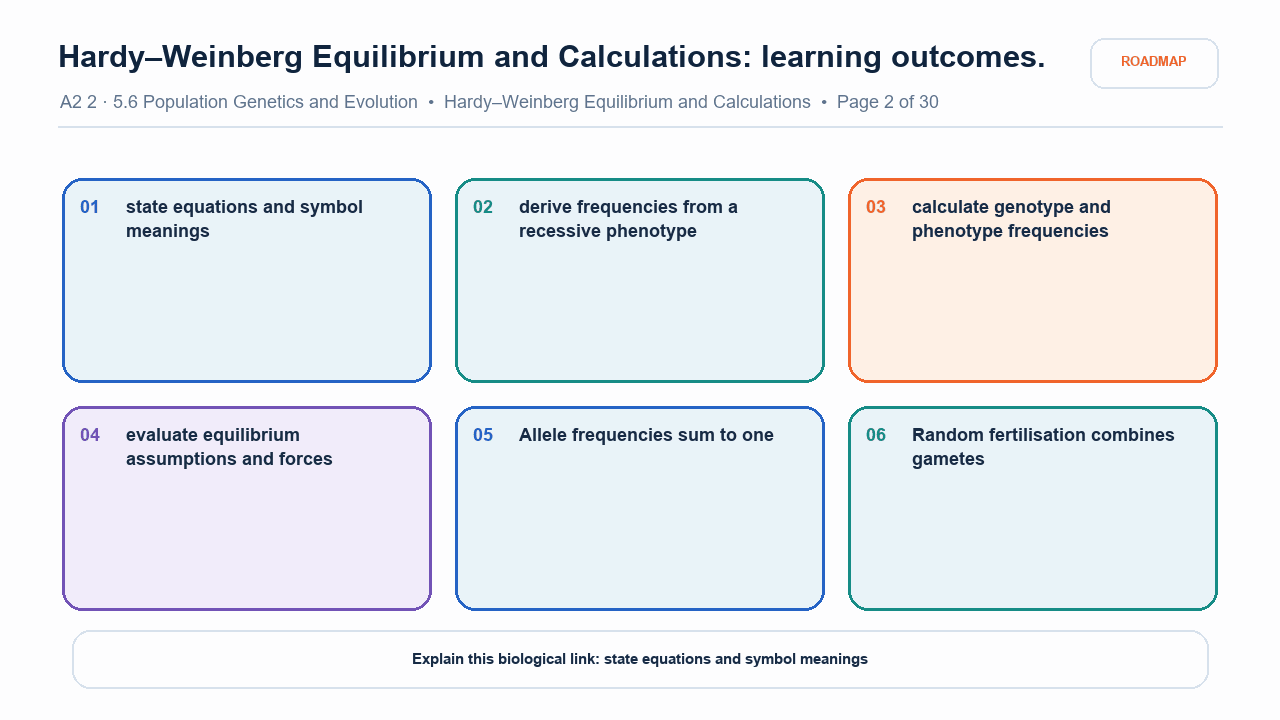 Hardy–Weinberg Equilibrium and Calculations: learning outcomes.
ROADMAP
A2 2 · 5.6 Population Genetics and Evolution • Hardy–Weinberg Equilibrium and Calculations • Page 2 of 30
01 state equations and symbol
meanings
02 derive frequencies from a
recessive phenotype
03 calculate genotype and
phenotype frequencies
04 evaluate equilibrium
assumptions and forces
05 Allele frequencies sum to one
06 Random fertilisation combines
gametes
Explain this biological link: state equations and symbol meanings